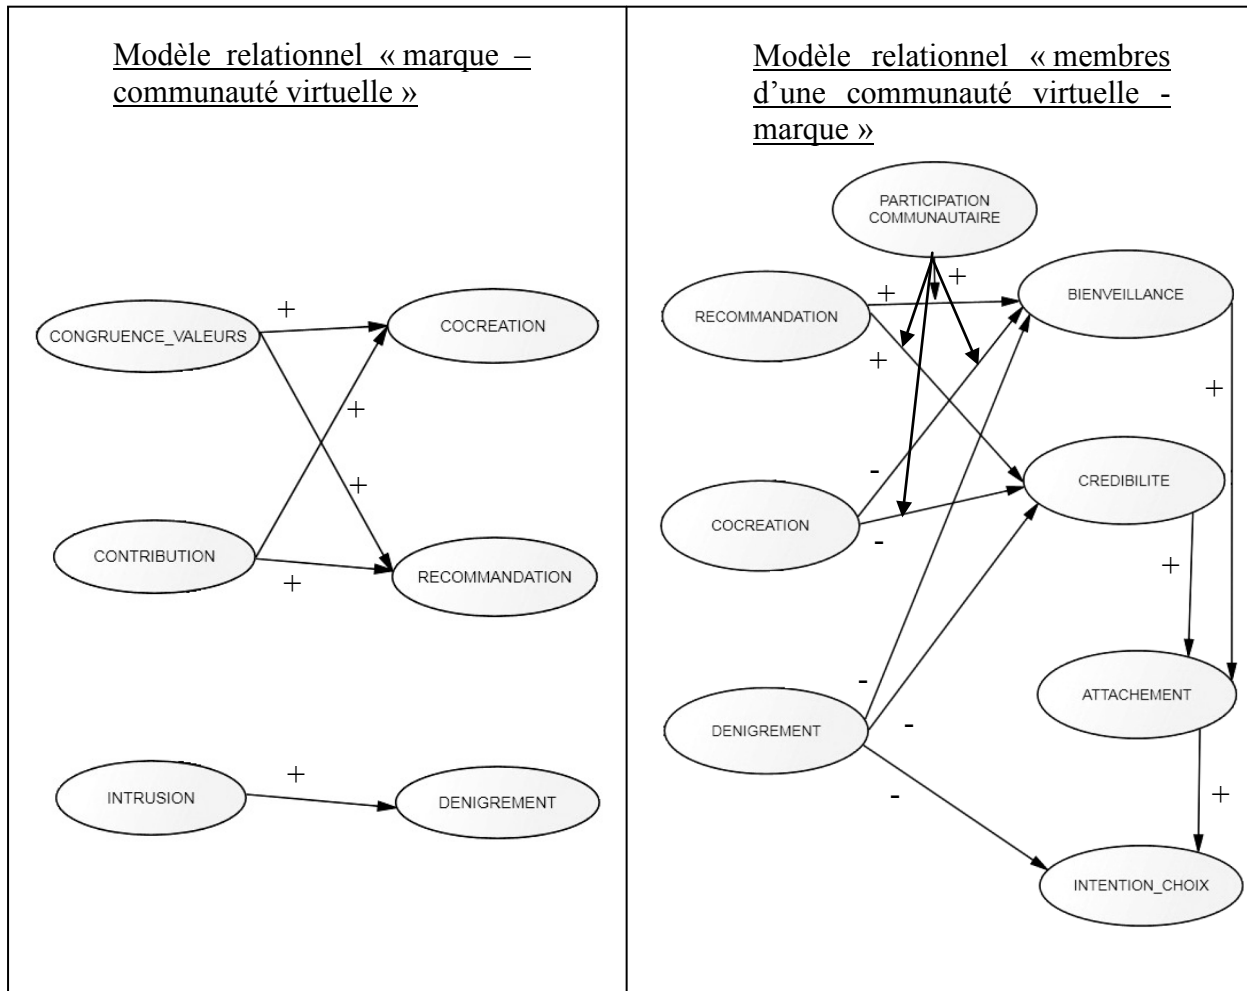 Modèle relationnel « marque –
communauté virtuelle »
CONGRUENCE_VALEURS
+
COCREATION
+
+
CONTRIBUTION
+
RECOMMANDATION
INTRUSION
+
DENIGREMENT
Modèle relationnel « membres
d'une communauté virtuelle -
marque »
PARTICIPATION
COMMUNAUTAIRE
+
RECOMMANDATION
+
BIENVEILLANCE
+
+
COCREATION
-
-
CREDIBILITE
+
DENIGREMENT
-
-
-
ATTACHEMENT
+
INTENTION_CHOIX